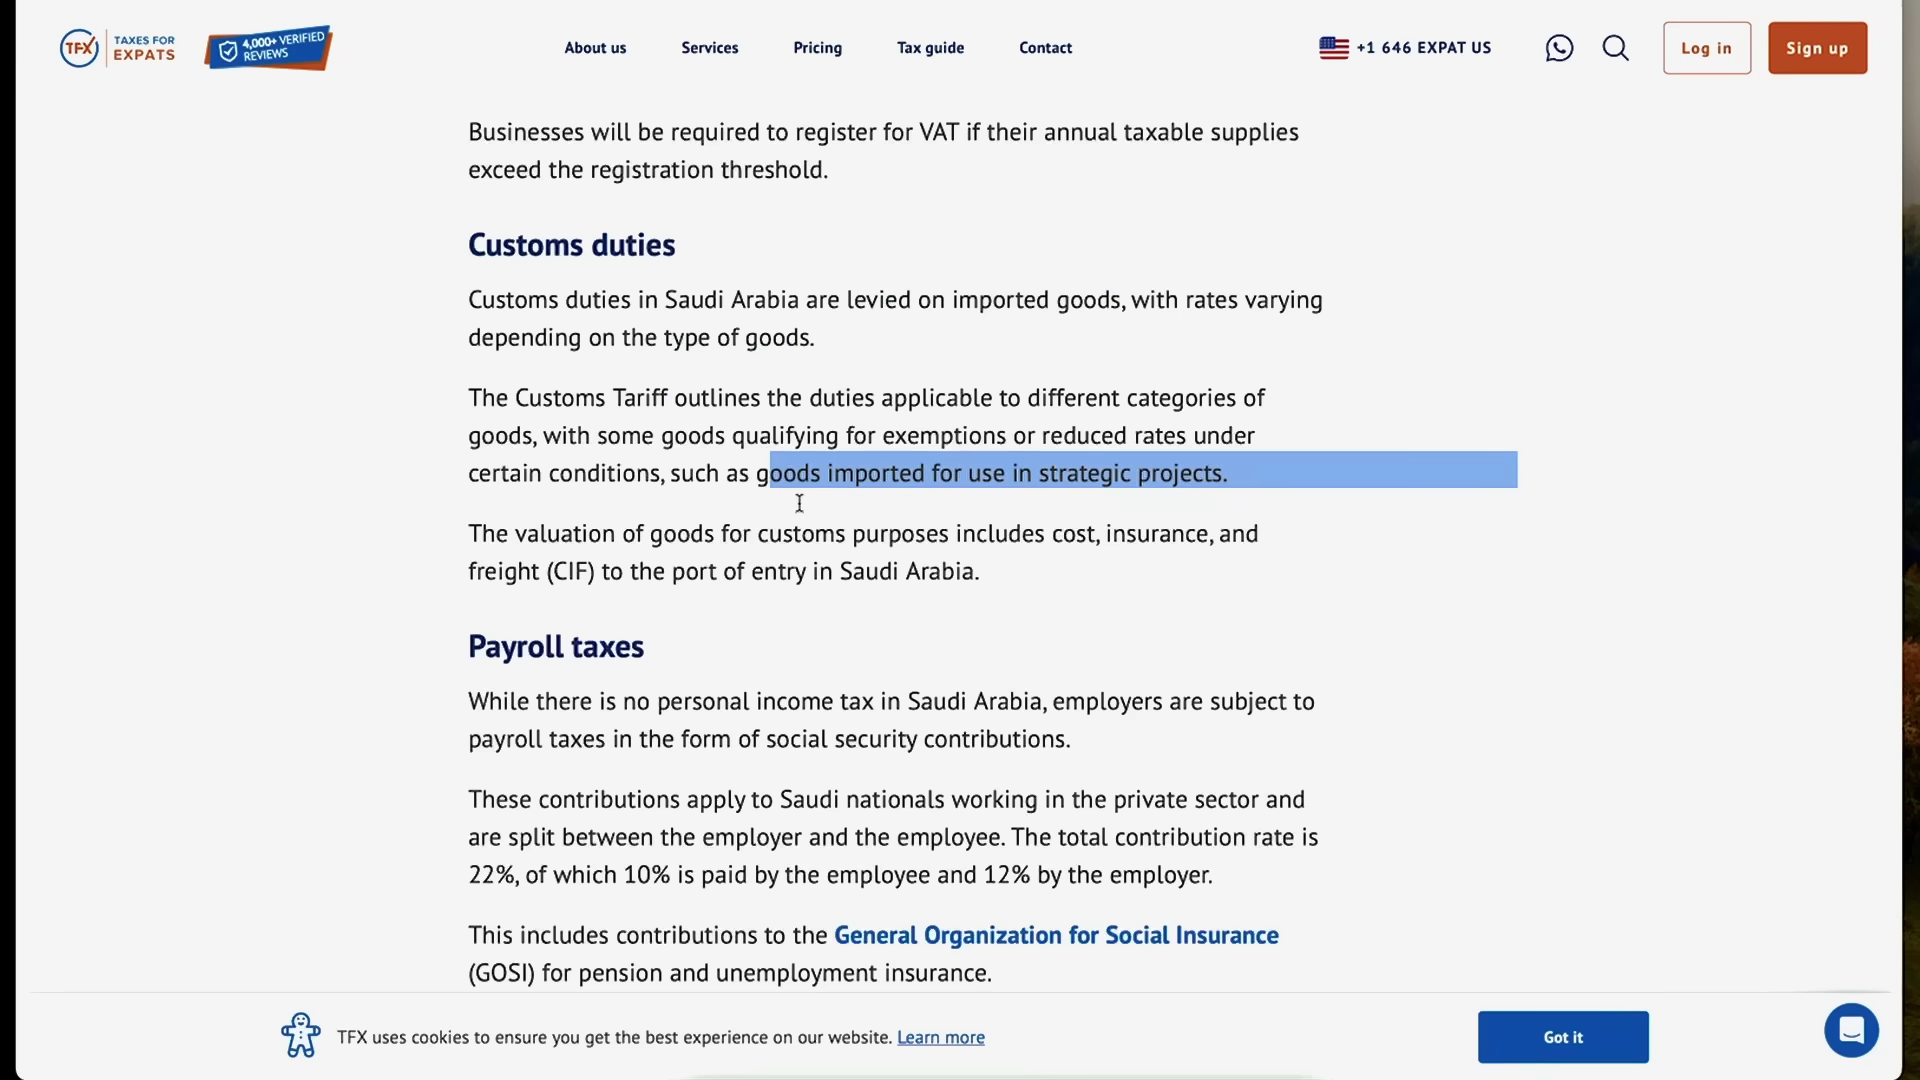 TFX TAXES FOR EXPATS
4,000+ VERIFIED REVIEWS
About us
Services
Pricing
Tax guide
Contact
+1 646 EXPAT US
Log in
Sign up
Businesses will be required to register for VAT if their annual taxable supplies
exceed the registration threshold.
Customs duties
Customs duties in Saudi Arabia are levied on imported goods, with rates varying
depending on the type of goods.
The Customs Tariff outlines the duties applicable to different categories of
goods, with some goods qualifying for exemptions or reduced rates under
certain conditions, such as goods imported for use in strategic projects.
The valuation of goods for customs purposes includes cost, insurance, and
freight (CIF) to the port of entry in Saudi Arabia.
Payroll taxes
While there is no personal income tax in Saudi Arabia, employers are subject to
payroll taxes in the form of social security contributions.
These contributions apply to Saudi nationals working in the private sector and
are split between the employer and the employee. The total contribution rate is
22%, of which 10% is paid by the employee and 12% by the employer.
This includes contributions to the General Organization for Social Insurance
(GOSI) for pension and unemployment insurance.
TFX uses cookies to ensure you get the best experience on our website. Learn more
Got it